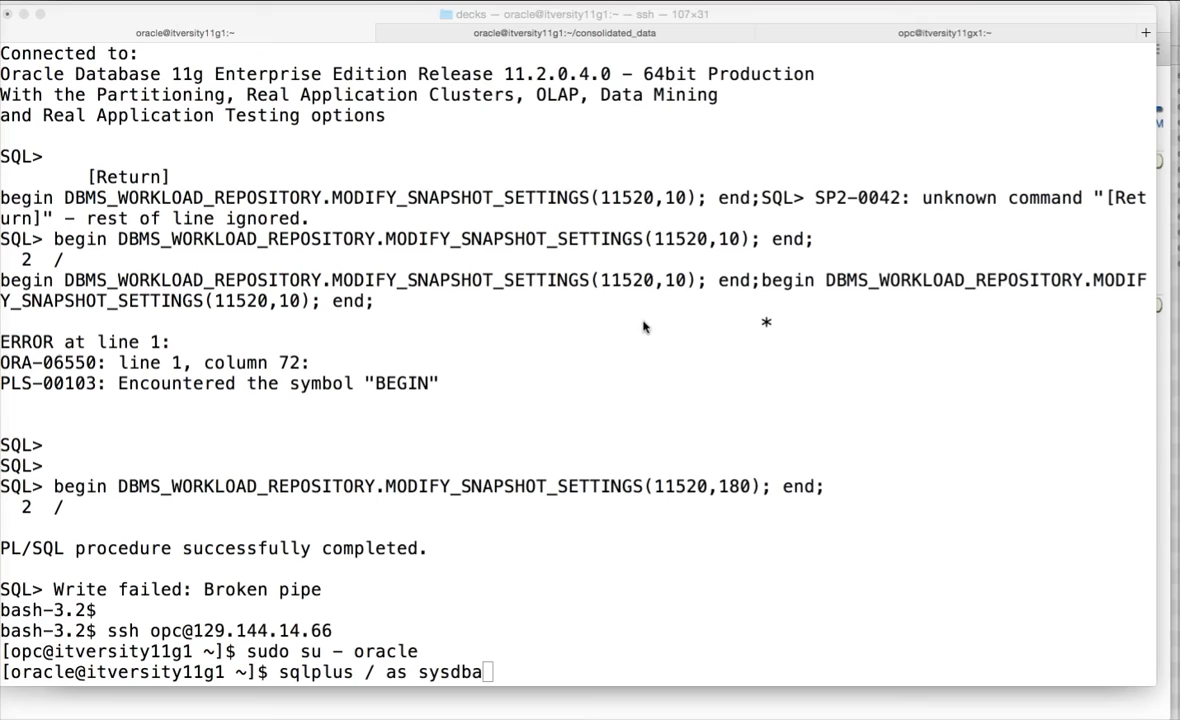 decks — oracle@itversity11g1:~ — ssh — 107×31
oracle@itversity11g1:~
oracle@itversity11g1:~/consolidated_data
opc@itversity11gx1:~
+
Connected to:
Oracle Database 11g Enterprise Edition Release 11.2.0.4.0 - 64bit Production
With the Partitioning, Real Application Clusters, OLAP, Data Mining
and Real Application Testing options
SQL>
[Return]
begin DBMS_WORKLOAD_REPOSITORY.MODIFY_SNAPSHOT_SETTINGS(11520,10); end;SQL> SP2-0042: unknown command "[Ret
urn]" - rest of line ignored.
SQL> begin DBMS_WORKLOAD_REPOSITORY.MODIFY_SNAPSHOT_SETTINGS(11520,10); end;
2 /
begin DBMS_WORKLOAD_REPOSITORY.MODIFY_SNAPSHOT_SETTINGS(11520,10); end;begin DBMS_WORKLOAD_REPOSITORY.MODIF
Y_SNAPSHOT_SETTINGS(11520,10); end;
*
ERROR at line 1:
ORA-06550: line 1, column 72:
PLS-00103: Encountered the symbol "BEGIN"
SQL>
SQL>
SQL> begin DBMS_WORKLOAD_REPOSITORY.MODIFY_SNAPSHOT_SETTINGS(11520,180); end;
2 /
PL/SQL procedure successfully completed.
SQL> Write failed: Broken pipe
bash-3.2$
bash-3.2$ ssh opc@129.144.14.66
[opc@itversity11g1 ~]$ sudo su - oracle
[oracle@itversity11g1 ~]$ sqlplus / as sysdba
M